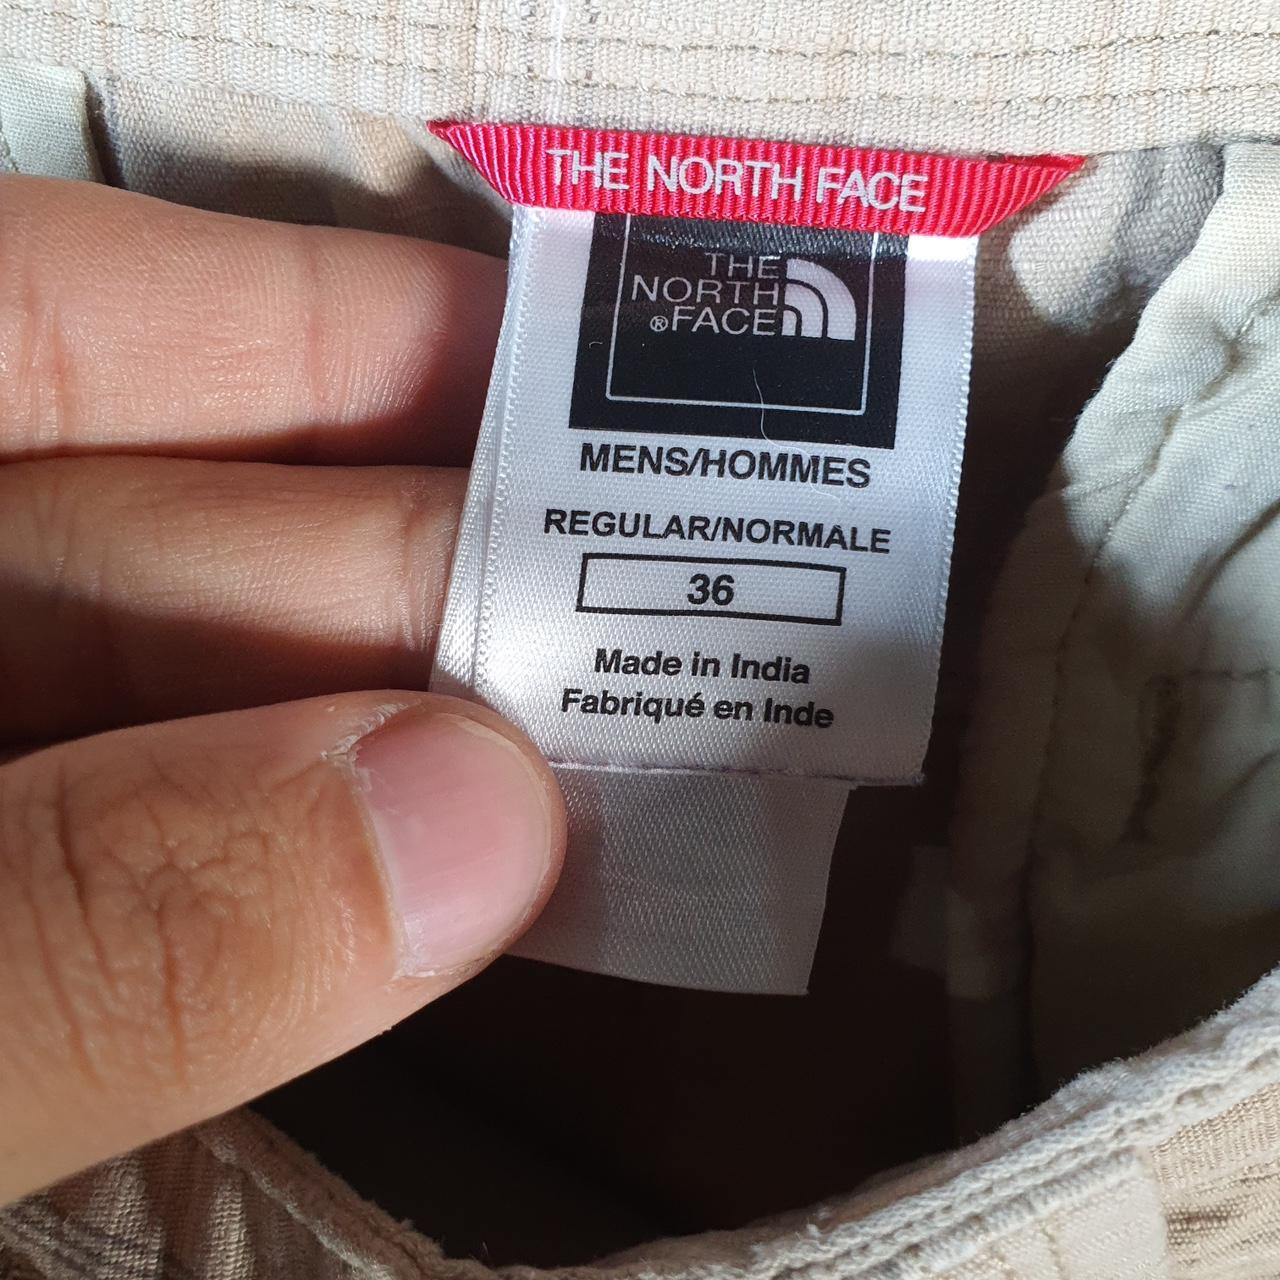 THE NORTH FACE
THE
NORTH
®FACE
MENS/HOMMES
REGULAR/NORMALE
36
Made in India
Fabriqué en Inde